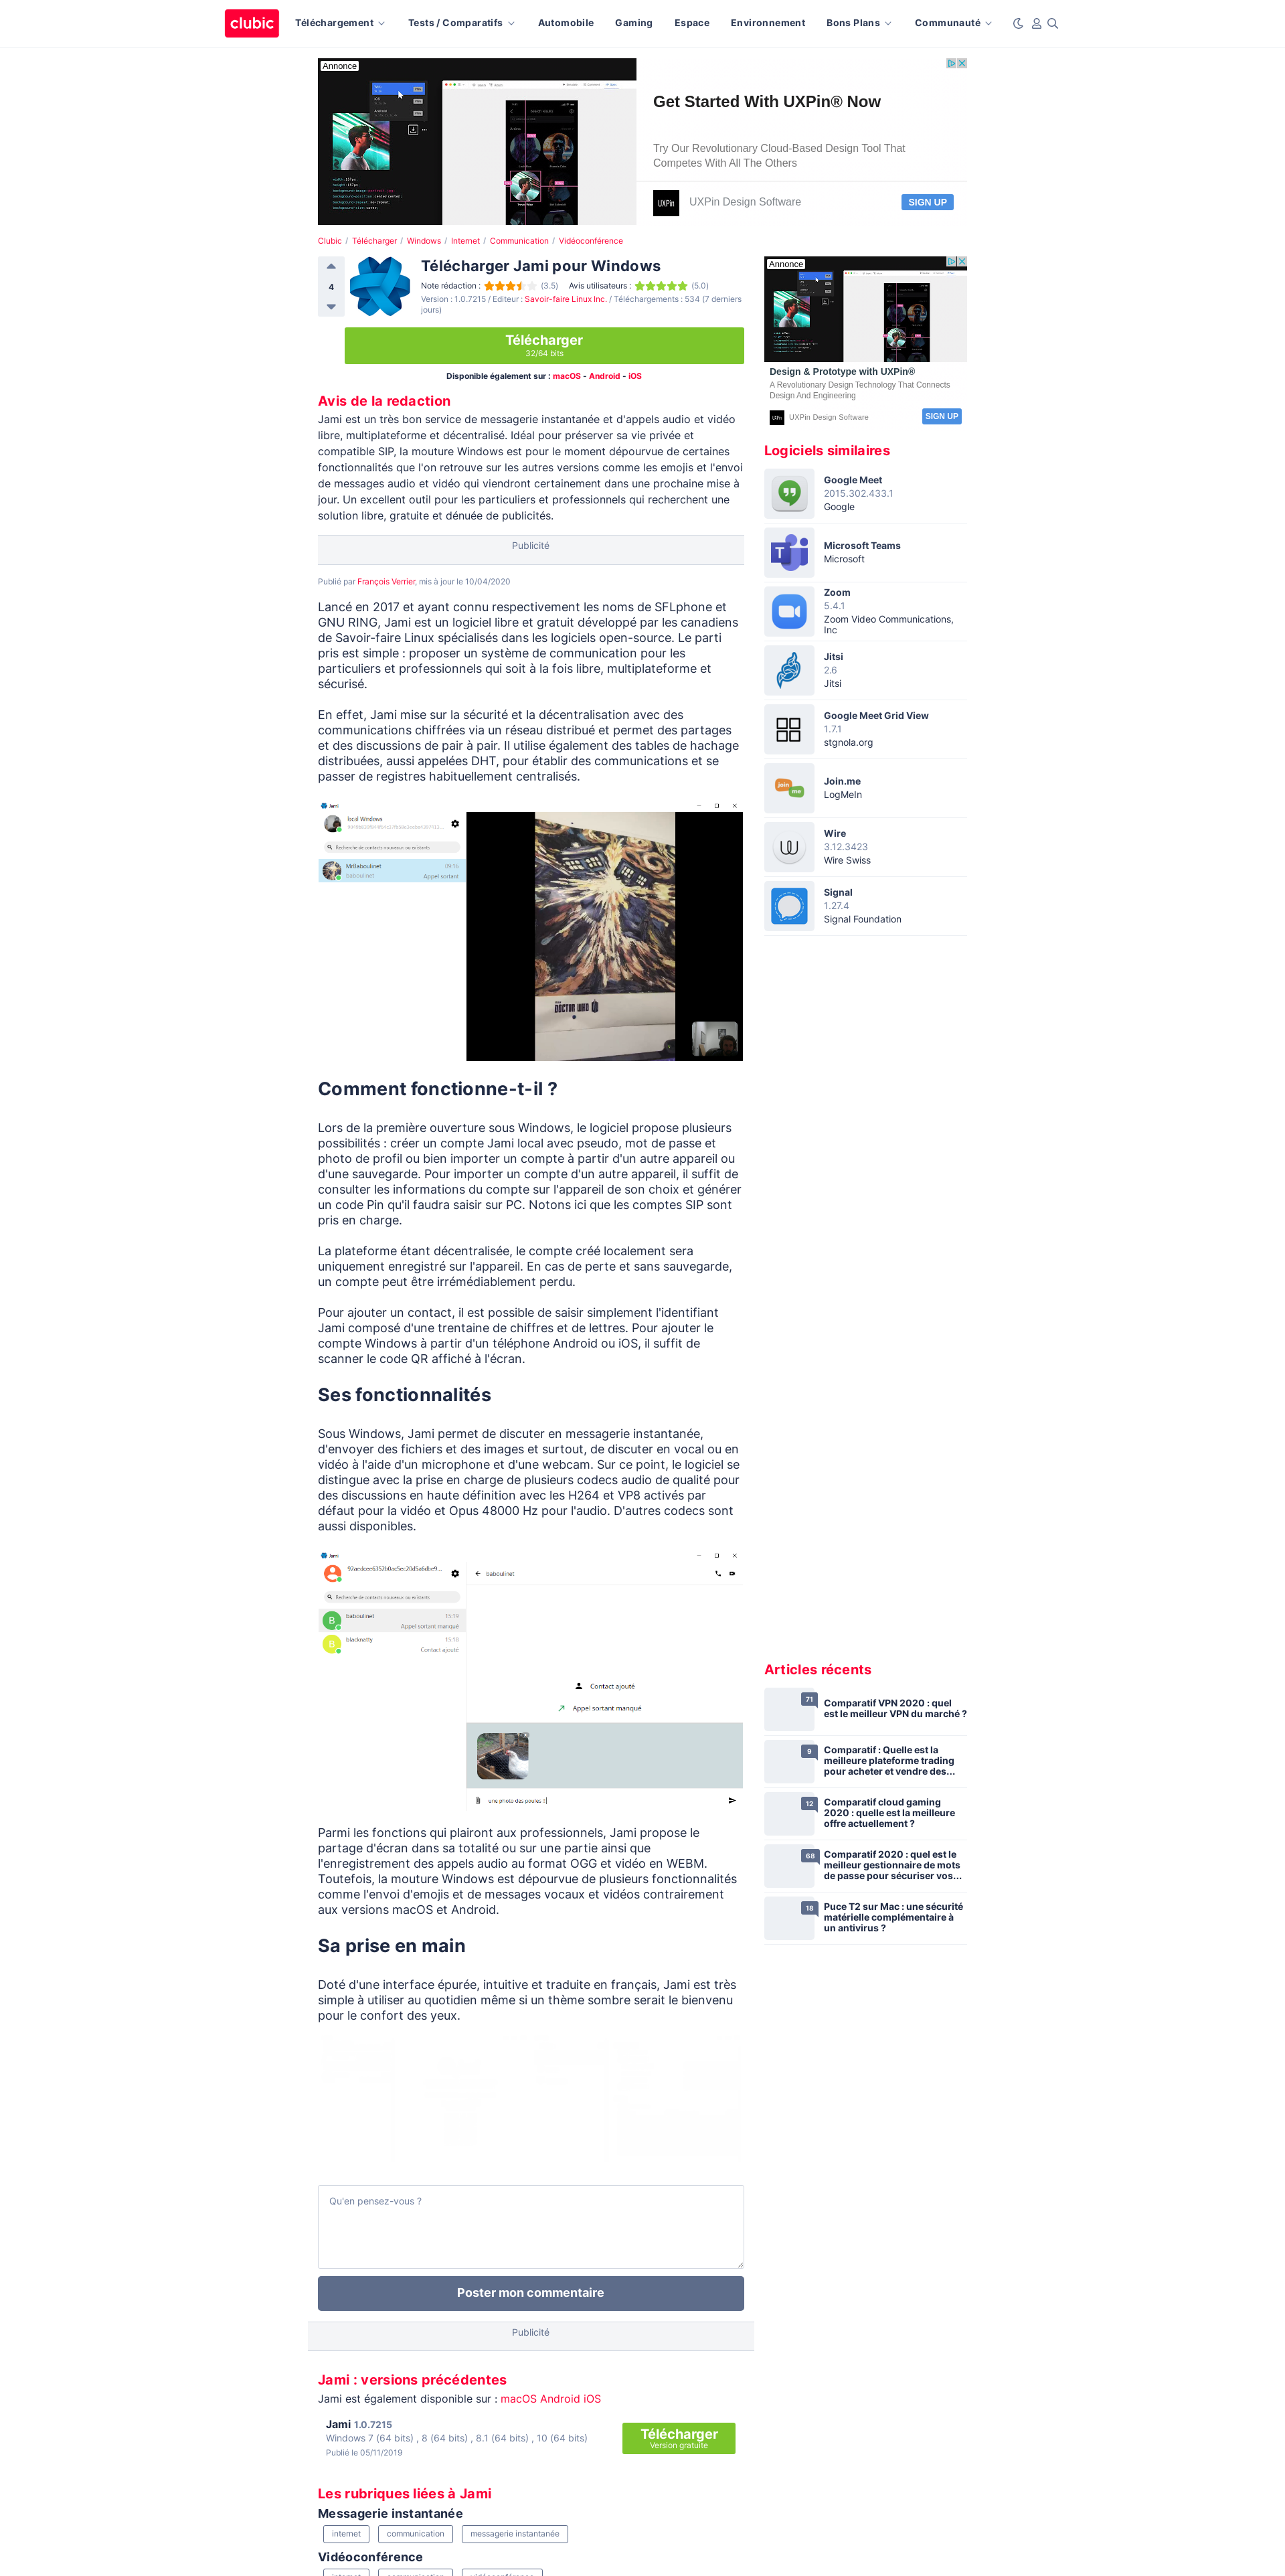 clubic
Téléchargement
Tests / Comparatifs
Automobile
Gaming
Espace
Environnement
Bons Plans
Communauté
Annonce
Get Started With UXPin® Now
Try Our Revolutionary Cloud-Based Design Tool That
Competes With All The Others
UXPin
UXPin Design Software
SIGN UP
Clubic / Télécharger / Windows / Internet / Communication / Vidéoconférence
4
Télécharger Jami pour Windows
Note rédaction : (3.5) Avis utilisateurs : (5.0)
Version : 1.0.7215 / Editeur : Savoir-faire Linux Inc. / Téléchargements : 534 (7 derniers
jours)
Télécharger
32/64 bits
Disponible également sur : macOS - Android - iOS
Avis de la redaction
Jami est un très bon service de messagerie instantanée et d'appels audio et vidéo
libre, multiplateforme et décentralisé. Idéal pour préserver sa vie privée et
compatible SIP, la mouture Windows est pour le moment dépourvue de certaines
fonctionnalités que l'on retrouve sur les autres versions comme les emojis et l'envoi
de messages audio et vidéo qui viendront certainement dans une prochaine mise à
jour. Un excellent outil pour les particuliers et professionnels qui recherchent une
solution libre, gratuite et dénuée de publicités.
Publicité
Publié par François Verrier, mis à jour le 10/04/2020
Lancé en 2017 et ayant connu respectivement les noms de SFLphone et
GNU RING, Jami est un logiciel libre et gratuit développé par les canadiens
de Savoir-faire Linux spécialisés dans les logiciels open-source. Le parti
pris est simple : proposer un système de communication pour les
particuliers et professionnels qui soit à la fois libre, multiplateforme et
sécurisé.
En effet, Jami mise sur la sécurité et la décentralisation avec des
communications chiffrées via un réseau distribué et permet des partages
et des discussions de pair à pair. Il utilise également des tables de hachage
distribuées, aussi appelées DHT, pour établir des communications et se
passer de registres habituellement centralisés.
Jami
local Windows
Recherche de contacts nouveaux ou existants
Mrllaboulinet
09:16
baboulinet
Appel sortant
DOCTOR WHO
Comment fonctionne-t-il ?
Lors de la première ouverture sous Windows, le logiciel propose plusieurs
possibilités : créer un compte Jami local avec pseudo, mot de passe et
photo de profil ou bien importer un compte à partir d'un autre appareil ou
d'une sauvegarde. Pour importer un compte d'un autre appareil, il suffit de
consulter les informations du compte sur l'appareil de son choix et générer
un code Pin qu'il faudra saisir sur PC. Notons ici que les comptes SIP sont
pris en charge.
La plateforme étant décentralisée, le compte créé localement sera
uniquement enregistré sur l'appareil. En cas de perte et sans sauvegarde,
un compte peut être irrémédiablement perdu.
Pour ajouter un contact, il est possible de saisir simplement l'identifiant
Jami composé d'une trentaine de chiffres et de lettres. Pour ajouter le
compte Windows à partir d'un téléphone Android ou iOS, il suffit de
scanner le code QR affiché à l'écran.
Ses fonctionnalités
Sous Windows, Jami permet de discuter en messagerie instantanée,
d'envoyer des fichiers et des images et surtout, de discuter en vocal ou en
vidéo à l'aide d'un microphone et d'une webcam. Sur ce point, le logiciel se
distingue avec la prise en charge de plusieurs codecs audio de qualité pour
des discussions en haute définition avec les H264 et VP8 activés par
défaut pour la vidéo et Opus 48000 Hz pour l'audio. D'autres codecs sont
aussi disponibles.
Jami
92aedcee6352b0ac5ec20d5a6dbe9...
baboulinet
Recherche de contacts nouveaux ou existants
B
baboulinet
15:19
Appel sortant manqué
B
blacknally
15:18
Contact ajouté
Contact ajouté
Appel sortant manqué
une photo des poules !
Parmi les fonctions qui plairont aux professionnels, Jami propose le
partage d'écran dans sa totalité ou sur une partie ainsi que
l'enregistrement des appels audio au format OGG et vidéo en WEBM.
Toutefois, la mouture Windows est dépourvue de plusieurs fonctionnalités
comme l'envoi d'emojis et de messages vocaux et vidéos contrairement
aux versions macOS et Android.
Sa prise en main
Doté d'une interface épurée, intuitive et traduite en français, Jami est très
simple à utiliser au quotidien même si un thème sombre serait le bienvenu
pour le confort des yeux.
Qu'en pensez-vous ?
Poster mon commentaire
Publicité
Jami : versions précédentes
Jami est également disponible sur : macOS Android iOS
Jami 1.0.7215
Windows 7 (64 bits) , 8 (64 bits) , 8.1 (64 bits) , 10 (64 bits)
Publié le 05/11/2019
Télécharger
Version gratuite
Les rubriques liées à Jami
Messagerie instantanée
internet
communication
messagerie instantanée
Vidéoconférence
Annonce
Design & Prototype with UXPin®
A Revolutionary Design Technology That Connects
Design And Engineering
UXPin Design Software
SIGN UP
Logiciels similaires
Google Meet
2015.302.433.1
Google
Microsoft Teams
Microsoft
Zoom
5.4.1
Zoom Video Communications,
Inc
Jitsi
2.6
Jitsi
Google Meet Grid View
1.7.1
stgnola.org
join me
Join.me
LogMeIn
Wire
3.12.3423
Wire Swiss
Signal
1.27.4
Signal Foundation
Articles récents
71
Comparatif VPN 2020 : quel
est le meilleur VPN du marché ?
9
Comparatif : Quelle est la
meilleure plateforme trading
pour acheter et vendre des...
12
Comparatif cloud gaming
2020 : quelle est la meilleure
offre actuellement ?
68
Comparatif 2020 : quel est le
meilleur gestionnaire de mots
de passe pour sécuriser vos...
18
Puce T2 sur Mac : une sécurité
matérielle complémentaire à
un antivirus ?